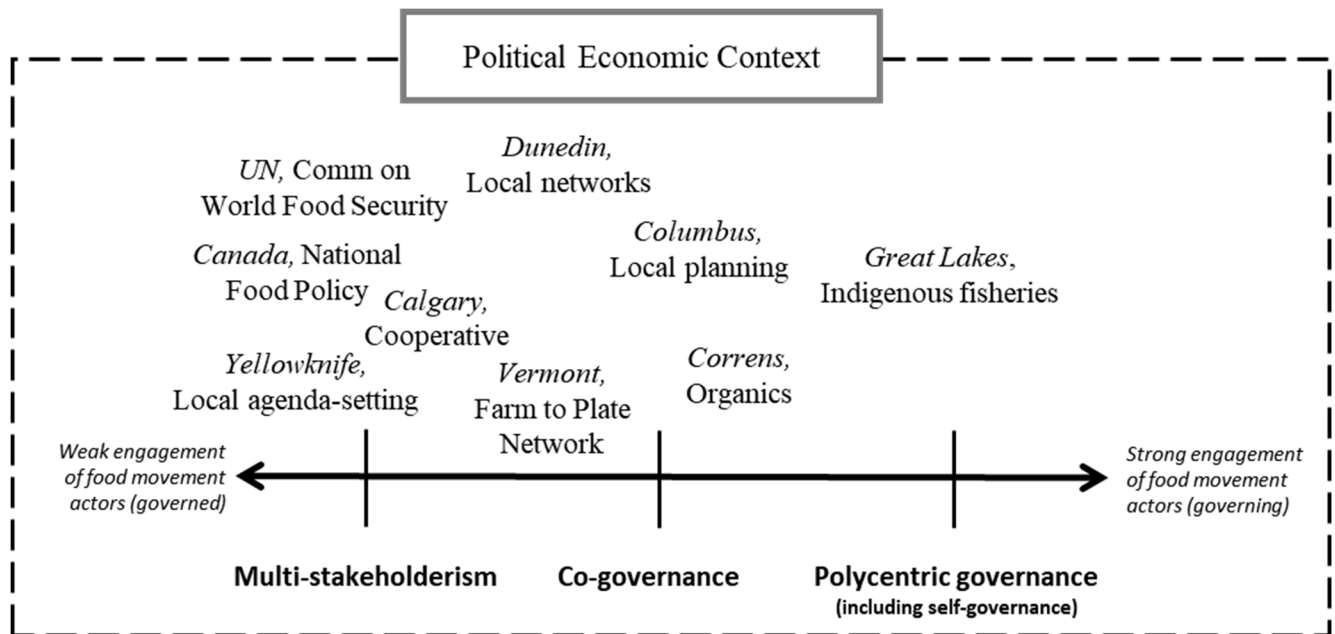 Political Economic Context
UN, Comm on
World Food Security
Dunedin,
Local networks
Canada, National
Food Policy
Columbus,
Local planning
Great Lakes,
Indigenous fisheries
Calgary,
Cooperative
Yellowknife,
Local agenda-setting
Vermont,
Farm to Plate
Network
Correns,
Organics
Weak engagement
of food movement
actors (governed)
Strong engagement
of food movement
actors (governing)
Multi-stakeholderism
Co-governance
Polycentric governance
(including self-governance)